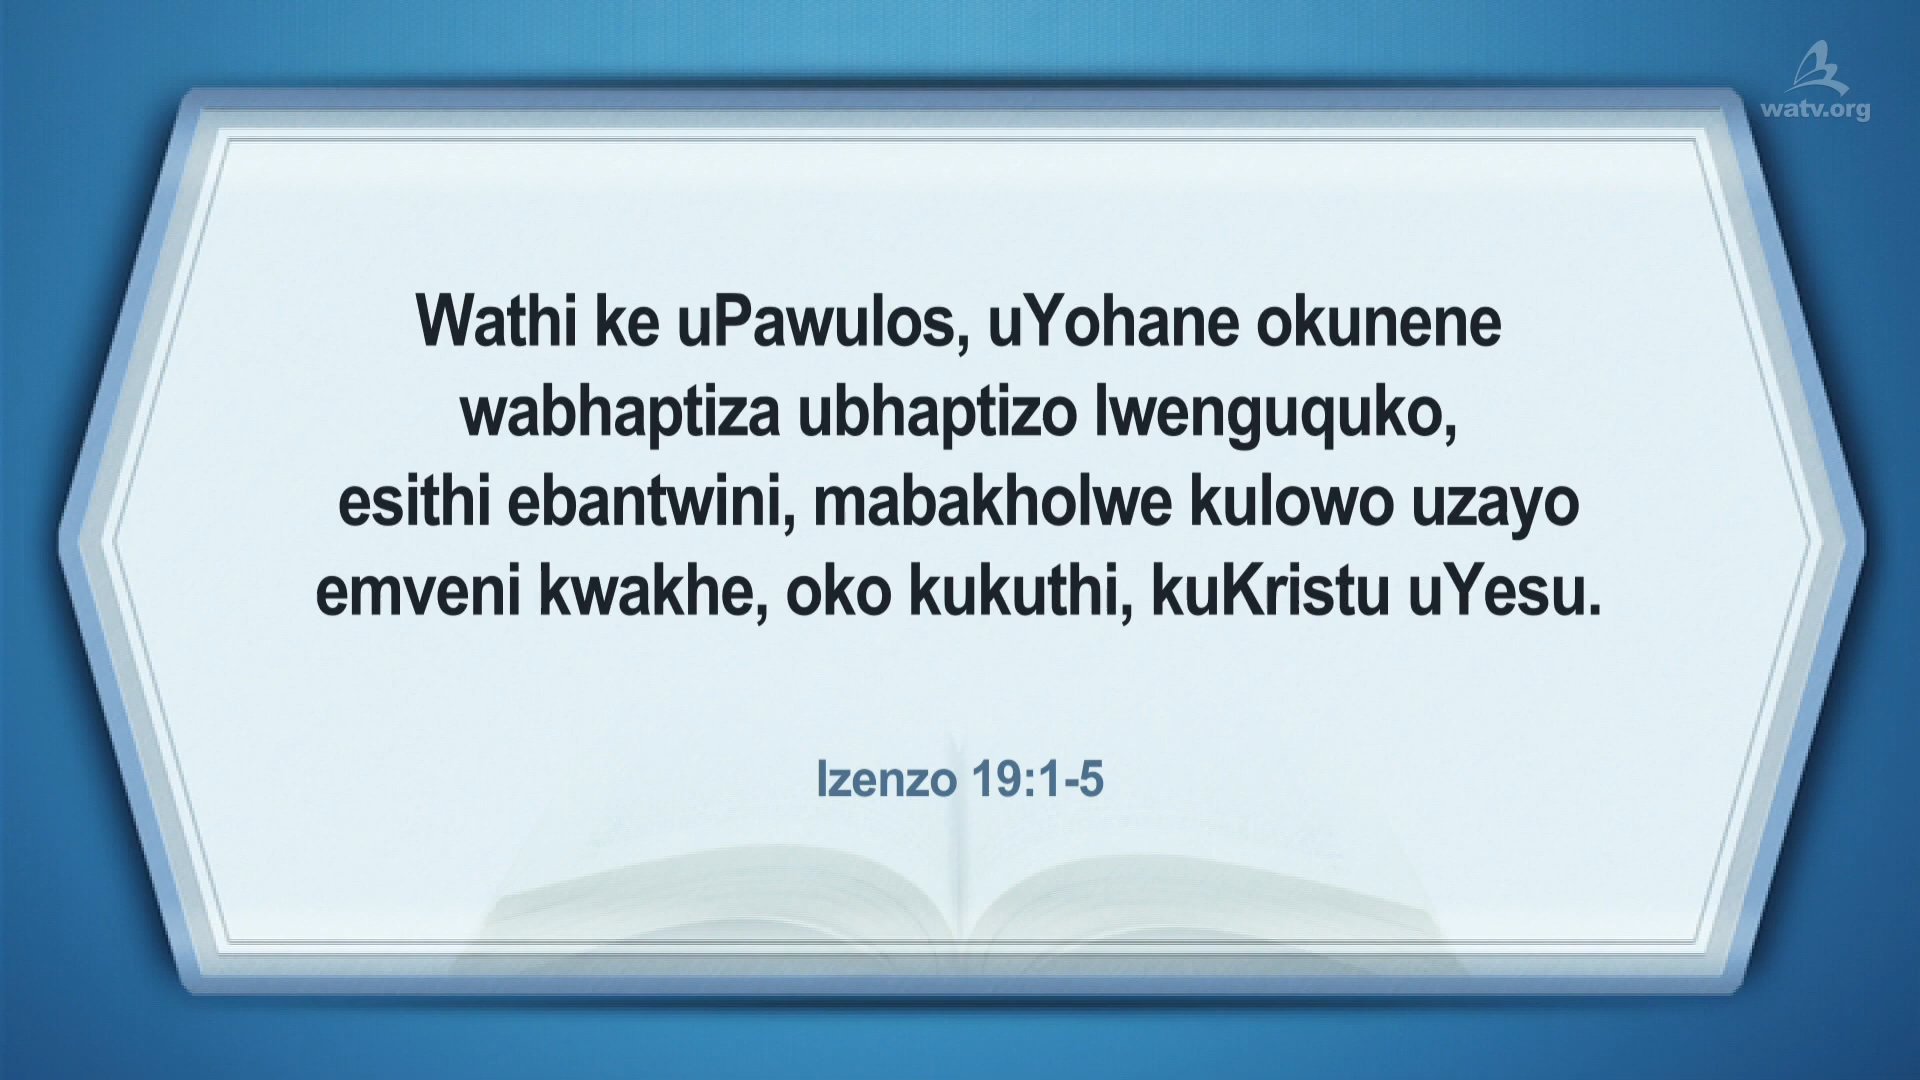 watv.org
Wathi ke uPawulos, uYohane okunene
wabhaptiza ubhaptizo lwenguquko,
esithi ebantwini, mabakholwe kulowo uzayo
emveni kwakhe, oko kukuthi, kuKristu uYesu.
Izenzo 19:1-5